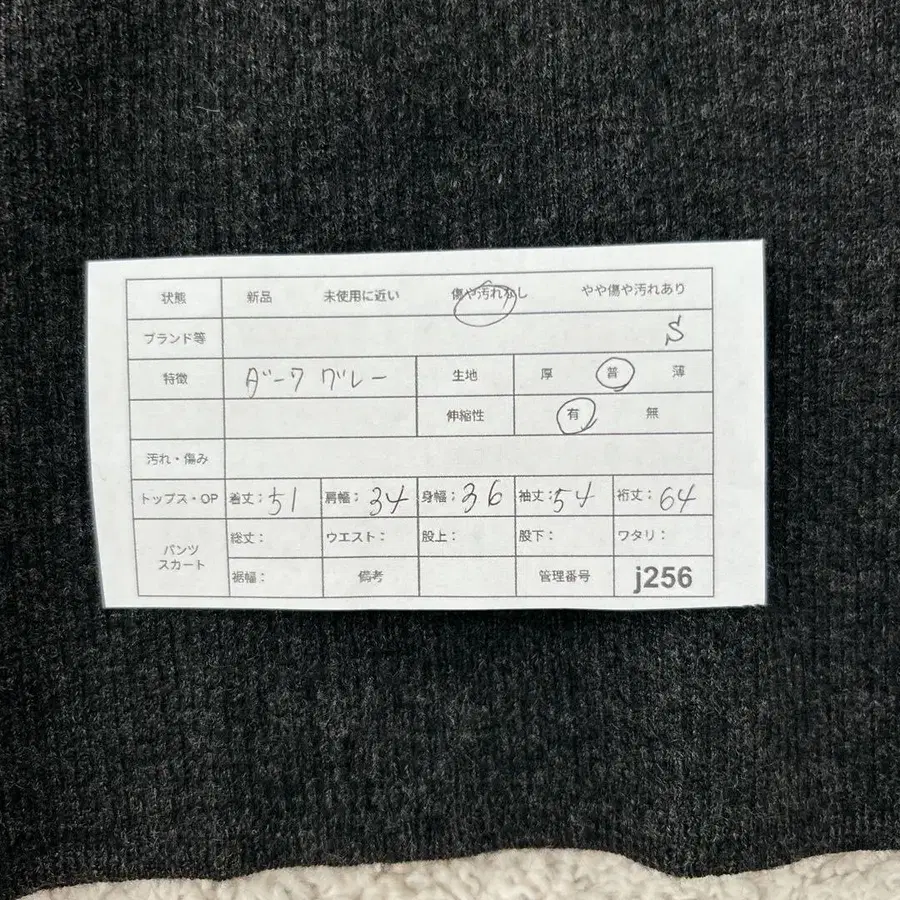 状態 新品 未使用に近い 傷や汚れなし やや傷や汚れあり
ブランド等 S
特徴 ダークグレー 生地 厚 普 薄
伸縮性 有 無
汚れ・傷み
トップス・OP 着丈：51 肩幅：34 身幅：36 袖丈：54 裄丈：64
パンツ スカート 総丈： ウエスト： 股上： 股下： ワタリ：
裾幅： 備考 管理番号 j256